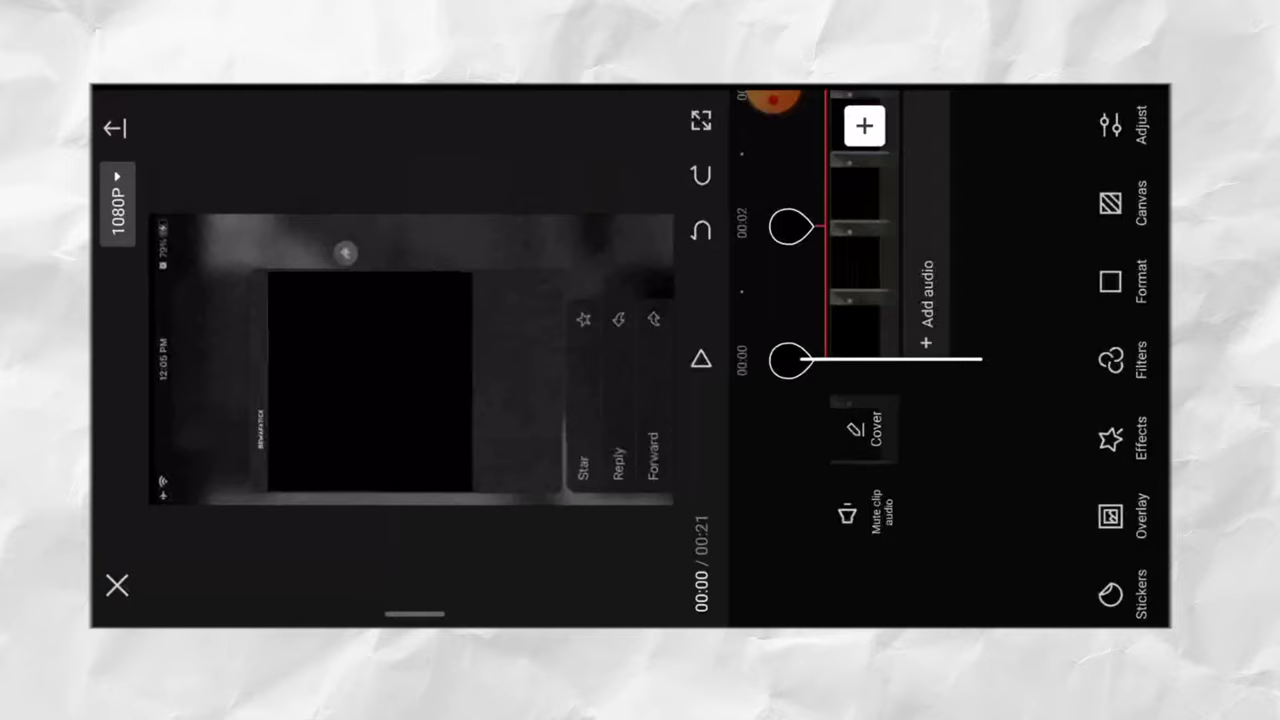 1080P
12:05 PM
79%
Star
Reply
Forward
00:00 / 00:21
00:00
00:02
Cover
Mute clip
audio
+ Add audio
Stickers
Overlay
Effects
Filters
Format
Canvas
Adjust